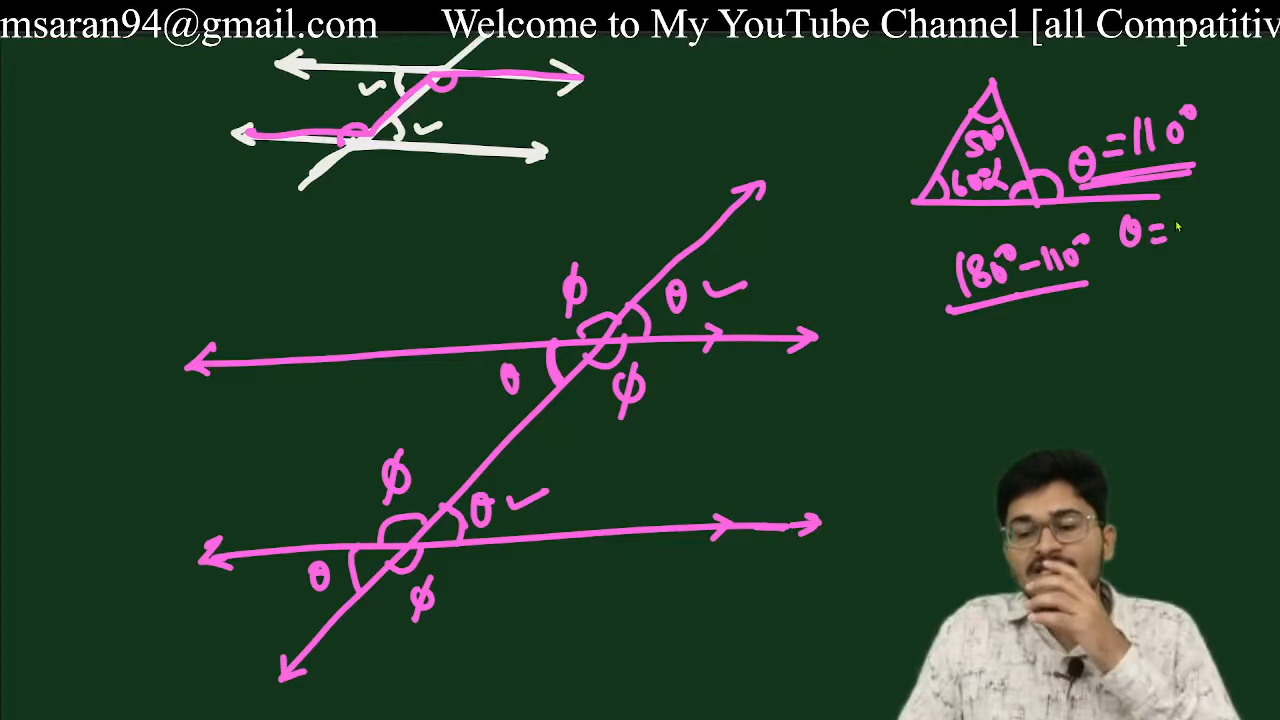 msaran94@gmail.com Welcome to My YouTube Channel [all Compatitiv
50°
60° α
θ = 110°
θ =
180° - 110°
ϕ θ
θ ϕ
ϕ θ
θ ϕ